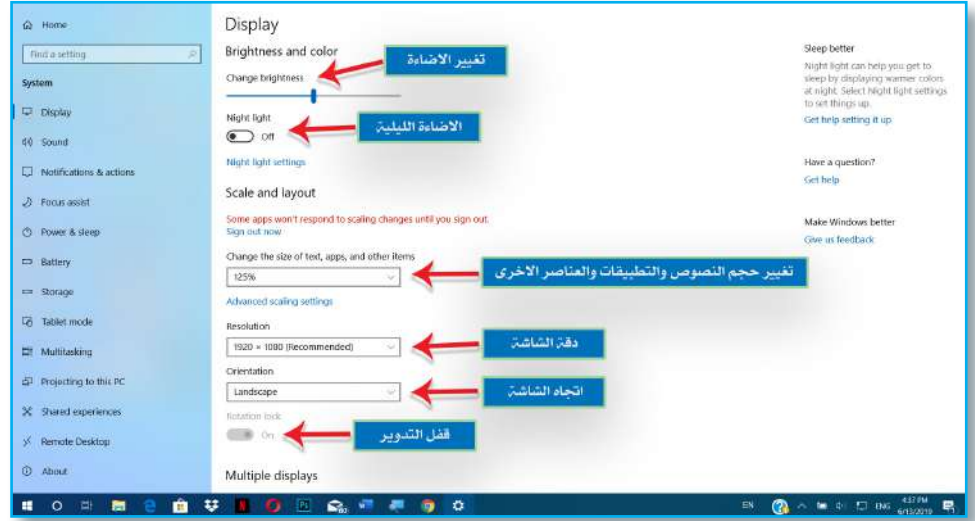 Home
Find a setting
System
Display
Sound
Notifications & actions
Focus assist
Power & sleep
Battery
Storage
Tablet mode
Multitasking
Projecting to this PC
Shared experiences
Remote Desktop
About
Display
Brightness and color
تغيير الاضاءة
Change brightness
Night light
Off
الاضاءة الليلية
Night light settings
Scale and layout
Some apps won't respond to scaling changes until you sign out.
Sign out now
Change the size of text, apps, and other items
125%
تغيير حجم النصوص والتطبيقات والعناصر الاخرى
Advanced scaling settings
Resolution
1920 × 1080 (Recommended)
دقة الشاشة
Orientation
Landscape
اتجاه الشاشة
Rotation lock
On
قفل التدوير
Multiple displays
Sleep better
Night light can help you get to
sleep by displaying warmer colors
at night. Select Night light settings
to set things up.
Get help setting it up
Have a question?
Get help
Make Windows better
Give us feedback
EN
ENG
4:37 PM
6/13/2019